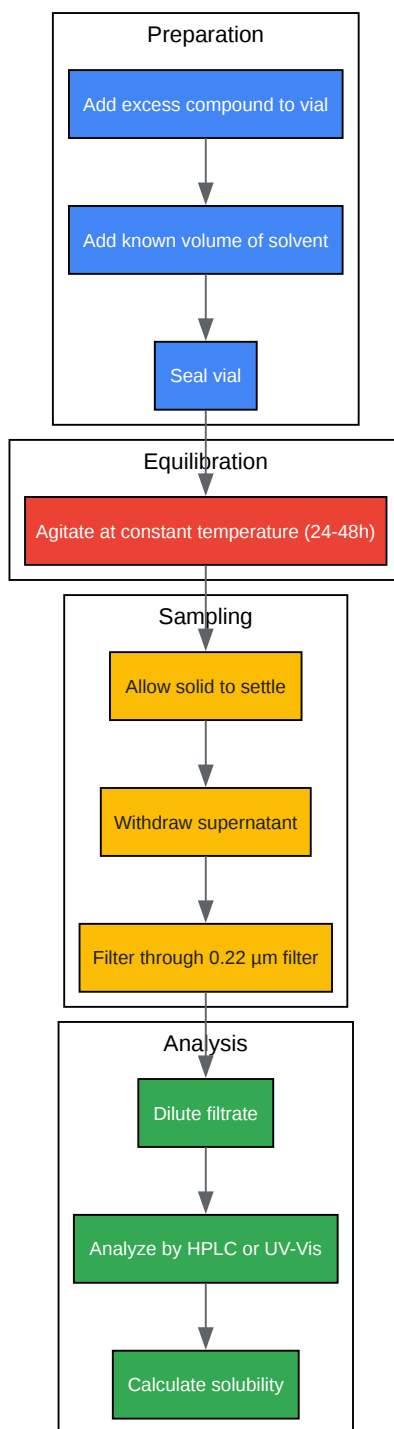 Preparation
Add excess compound to vial
Add known volume of solvent
Seal vial
Equilibration
Agitate at constant temperature (24-48h)
Sampling
Allow solid to settle
Withdraw supernatant
Filter through 0.22 µm filter
Analysis
Dilute filtrate
Analyze by HPLC or UV-Vis
Calculate solubility